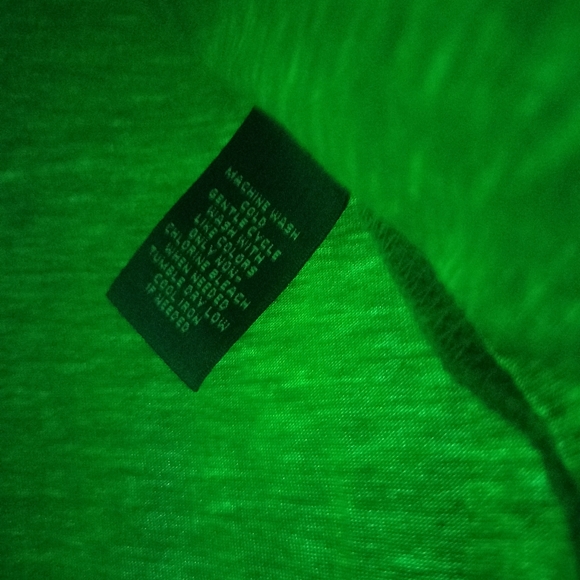 MACHINE WASH
COLD
GENTLE CYCLE
WASH WITH
LIKE COLORS
ONLY NON-
CHLORINE BLEACH
WHEN NEEDED
TUMBLE DRY LOW
COOL IRON
IF NEEDED